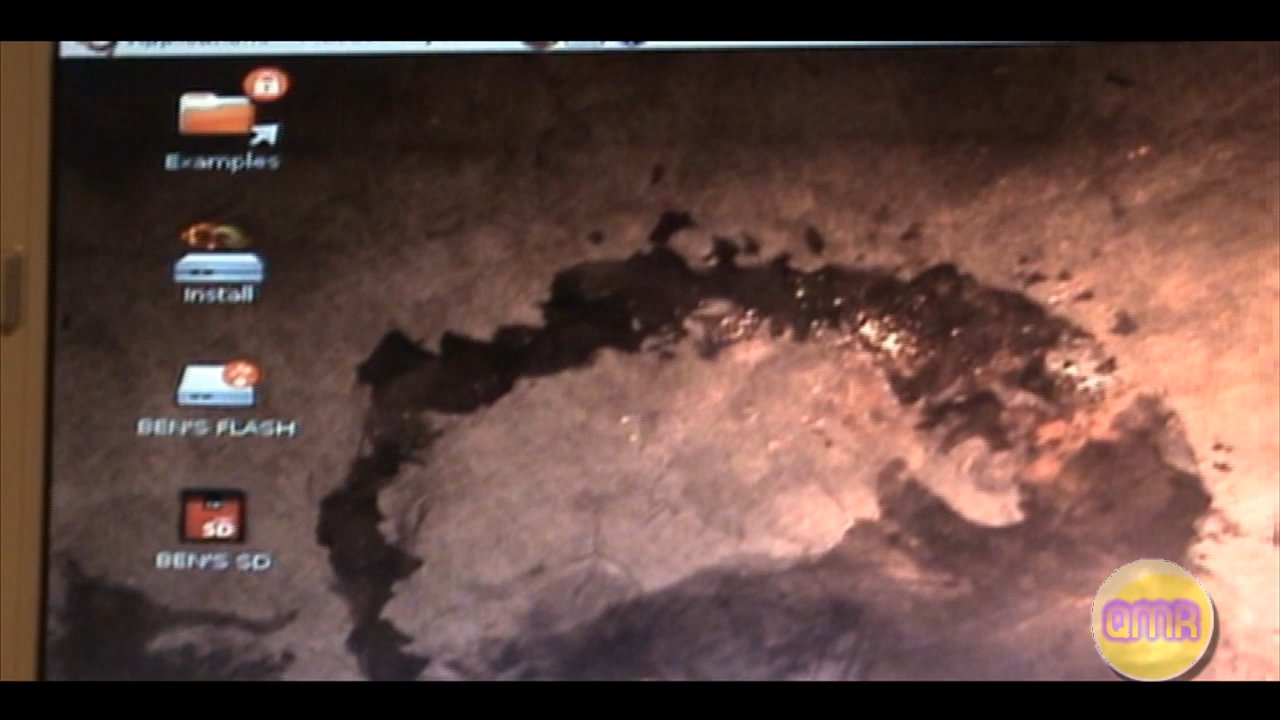 Examples
Install
BEN'S FLASH
SD
BEN'S SD
QMR